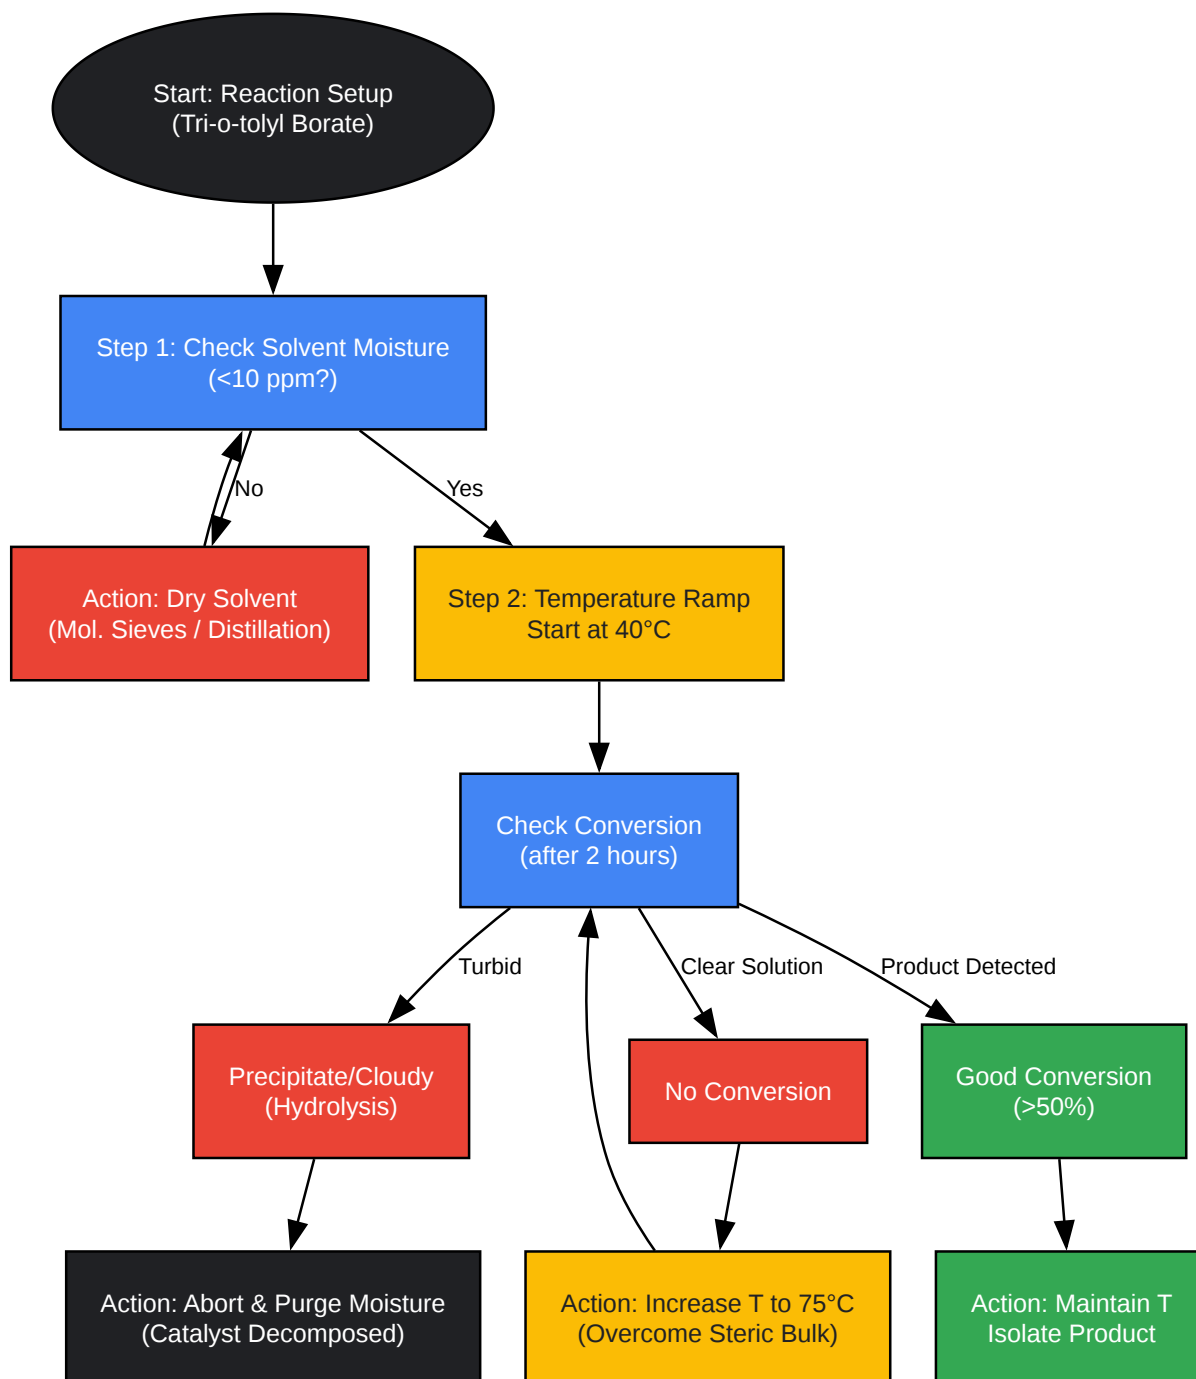 Start: Reaction Setup
(Tri-o-tolyl Borate)
Step 1: Check Solvent Moisture
(<10 ppm?)
No
Yes
Action: Dry Solvent
(Mol. Sieves / Distillation)
Step 2: Temperature Ramp
Start at 40°C
Check Conversion
(after 2 hours)
Turbid
Clear Solution
Product Detected
Precipitate/Cloudy
(Hydrolysis)
No Conversion
Good Conversion
(>50%)
Action: Abort & Purge Moisture
(Catalyst Decomposed)
Action: Increase T to 75°C
(Overcome Steric Bulk)
Action: Maintain T
Isolate Product